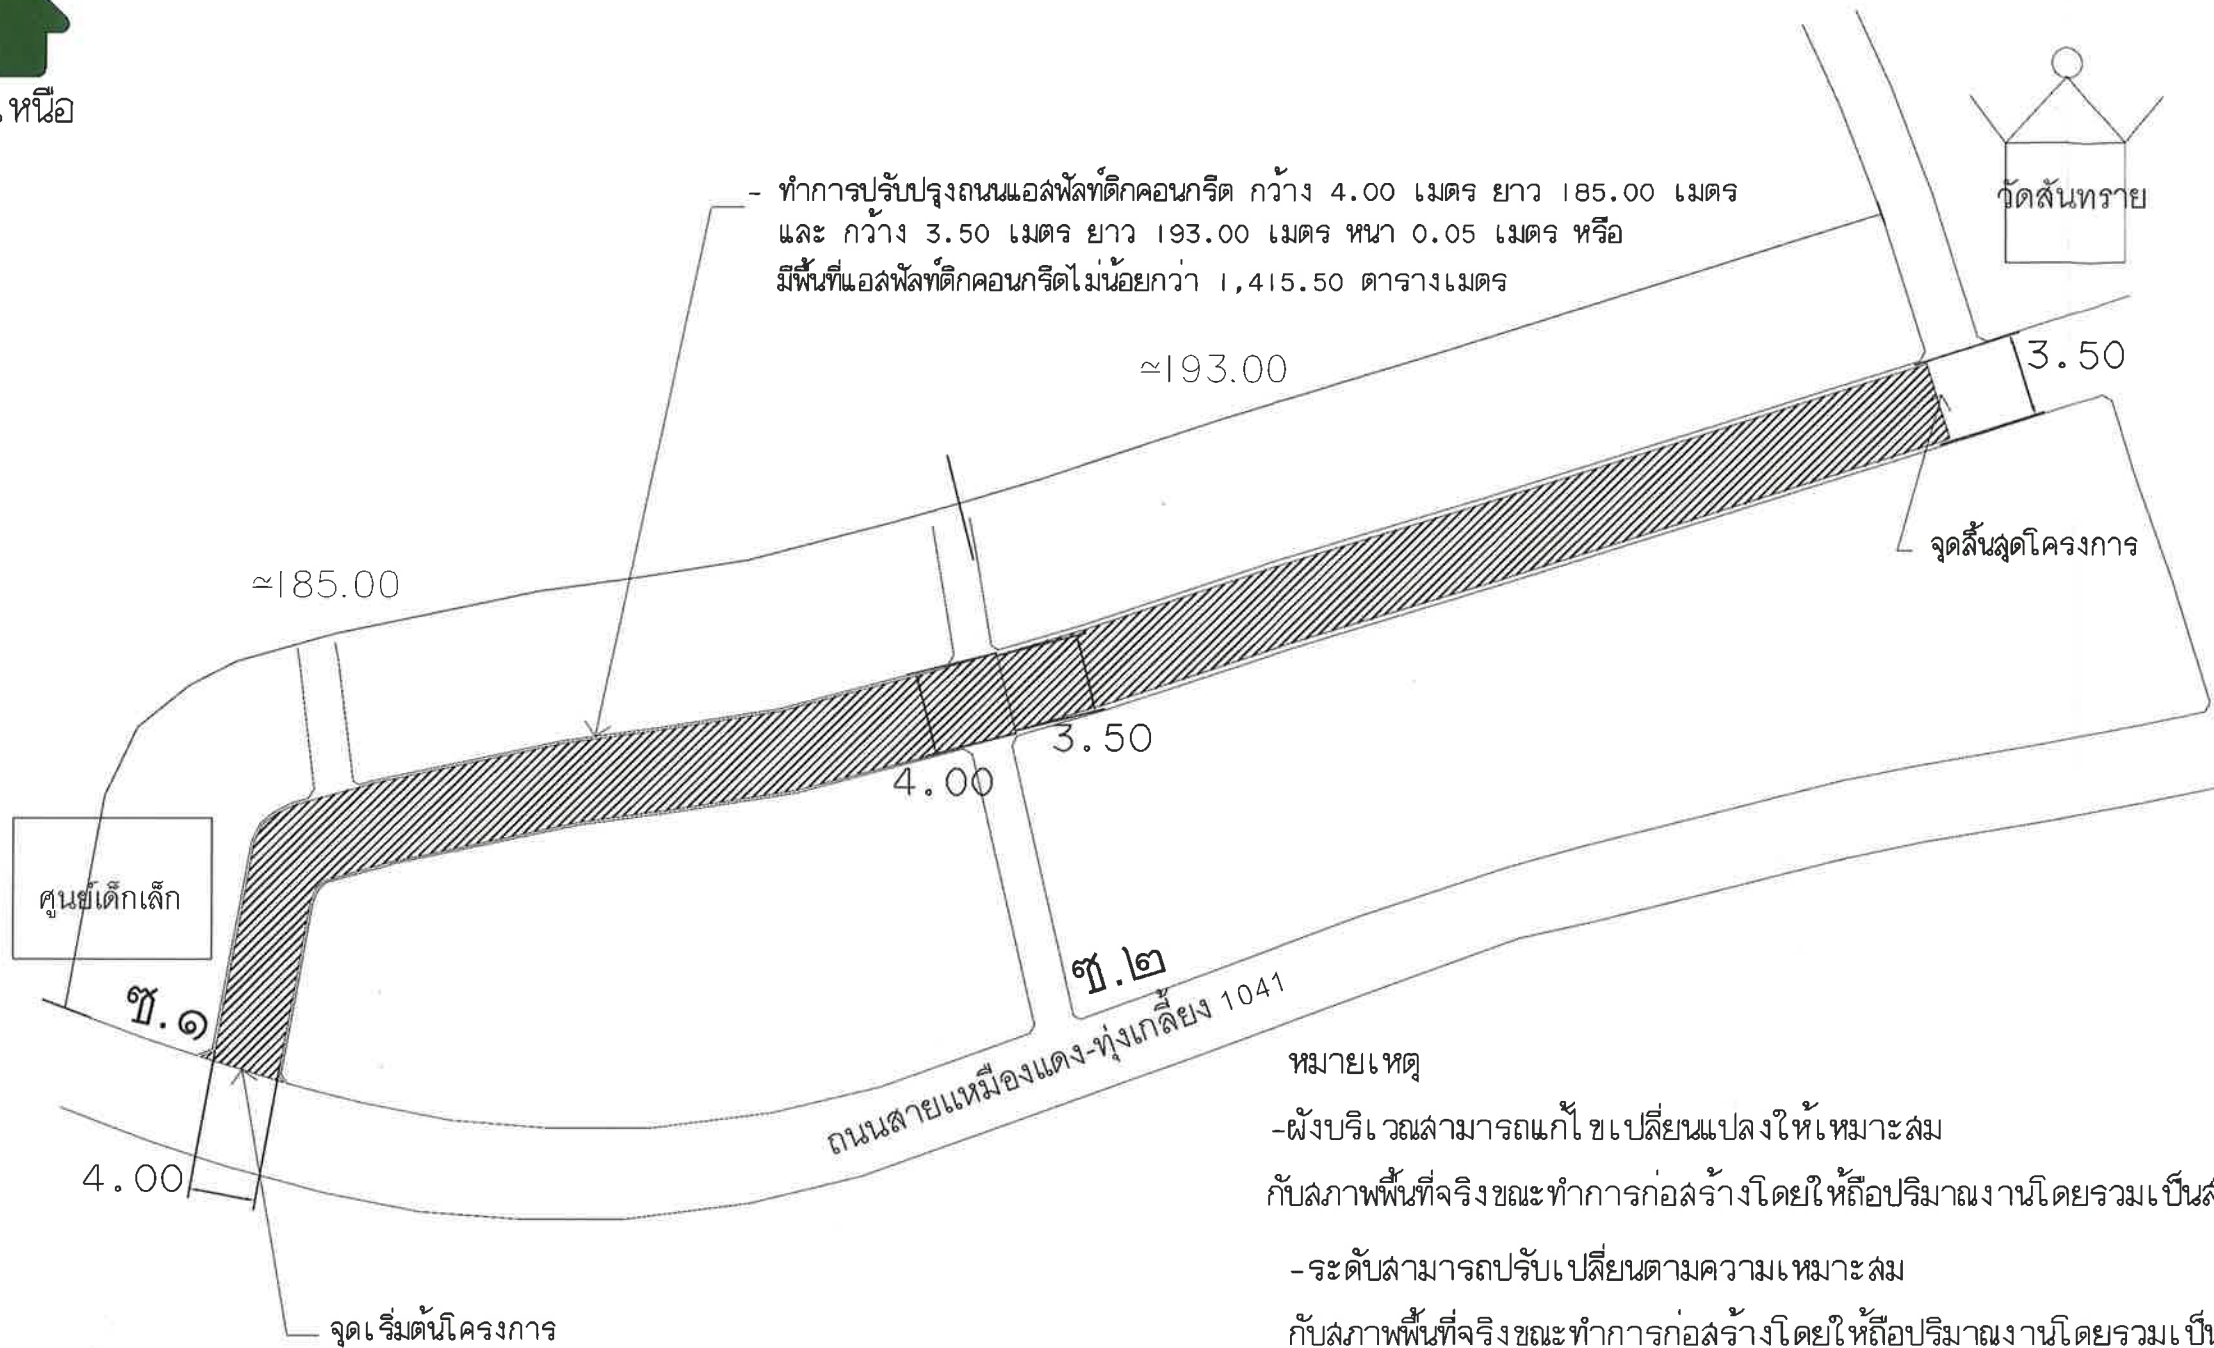 เหนือ
วัดสันทราย
- ทำการปรับปรุงถนนแอสฟัลท์ติกคอนกรีต กว้าง 4.00 เมตร ยาว 185.00 เมตร
และ กว้าง 3.50 เมตร ยาว 193.00 เมตร หนา 0.05 เมตร หรือ
มีพื้นที่แอสฟัลท์ติกคอนกรีตไม่น้อยกว่า 1,415.50 ตารางเมตร
≃193.00
3.50
จุดสิ้นสุดโครงการ
≃185.00
3.50
4.00
ศูนย์เด็กเล็ก
ซ.๑
ซ.๒
ถนนสายแหมืองแดง-ทุ่งเกลี้ยง 1041
4.00
จุดเริ่มต้นโครงการ
หมายเหตุ
-ผังบริเวณสามารถแก้ไขเปลี่ยนแปลงให้เหมาะสม
กับสภาพพื้นที่จริงขณะทำการก่อสร้างโดยให้ถือปริมาณงานโดยรวมเป็น
-ระดับสามารถปรับเปลี่ยนตามความเหมาะสม
กับสภาพพื้นที่จริงขณะทำการก่อสร้างโดยให้ถือปริมาณงานโดยรวม